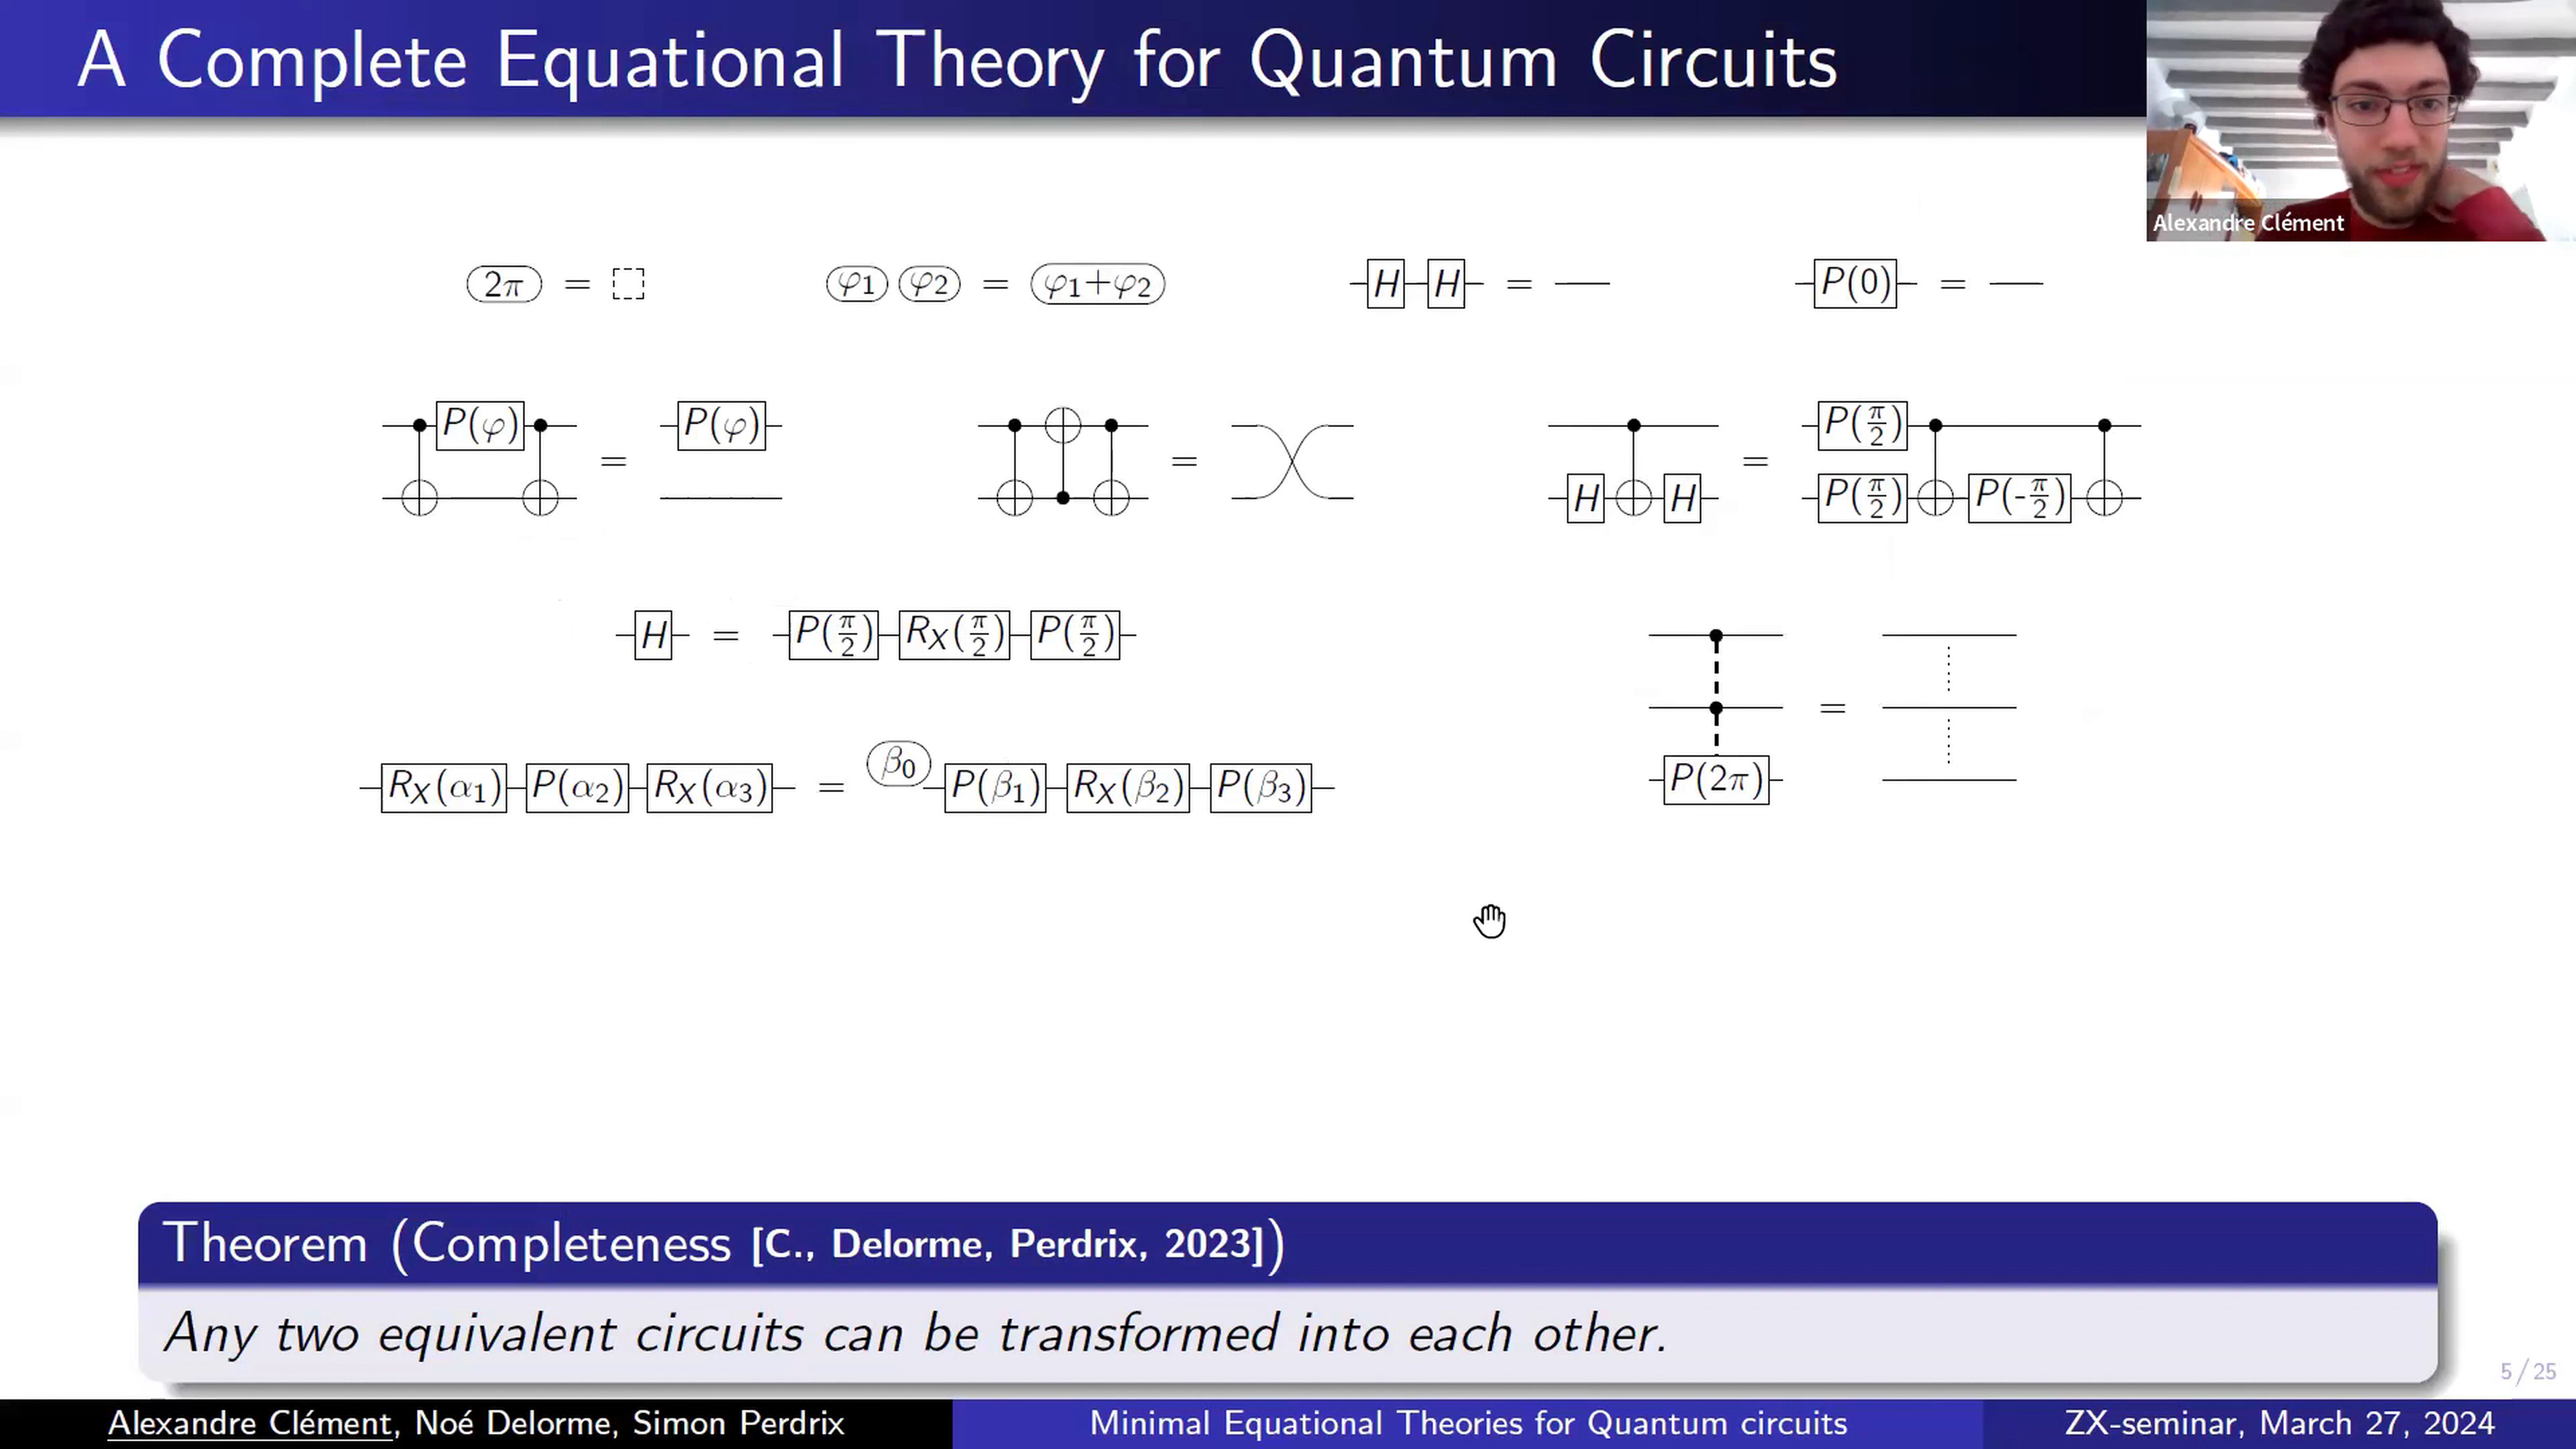 A Complete Equational Theory for Quantum Circuits
Alexandre Clément
2π = 
φ1 φ2 = φ1+φ2
H H =
P(0) =
P(φ) = P(φ)
=
H H = P(π/2) P(π/2) P(-π/2)
H = P(π/2) RX(π/2) P(π/2)
P(2π) =
RX(α1) P(α2) RX(α3) = β0 P(β1) RX(β2) P(β3)
Theorem (Completeness [C., Delorme, Perdrix, 2023])
Any two equivalent circuits can be transformed into each other.
5 / 25
Alexandre Clément, Noé Delorme, Simon Perdrix
Minimal Equational Theories for Quantum circuits
ZX-seminar, March 27, 2024